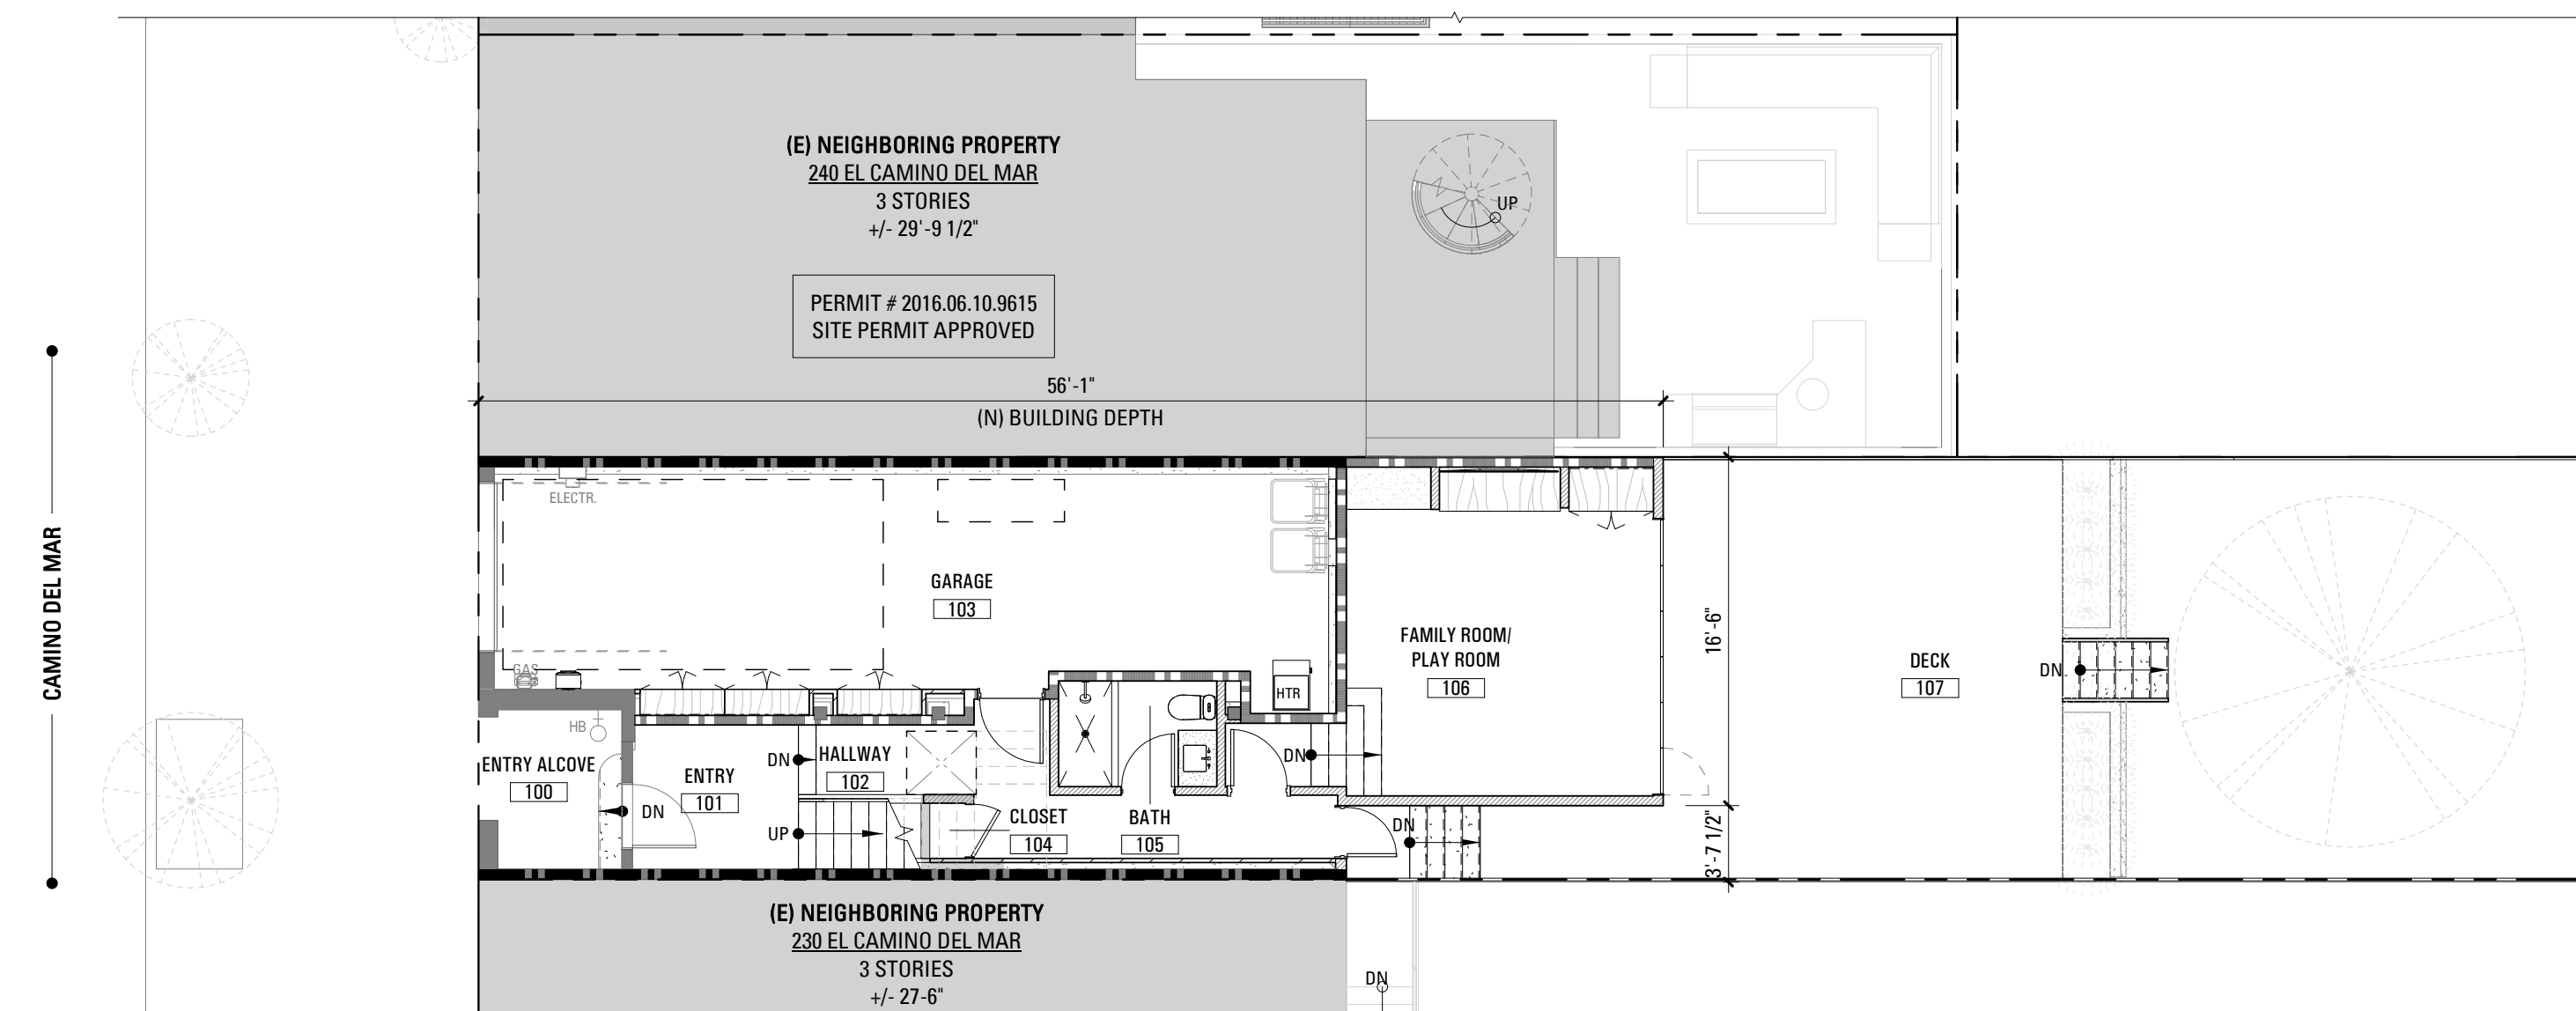 (E) NEIGHBORING PROPERTY
240 EL CAMINO DEL MAR
3 STORIES
+/- 29'-9 1/2"
UP
PERMIT # 2016.06.10.9615
SITE PERMIT APPROVED
56'-1"
(N) BUILDING DEPTH
CAMINO DEL MAR
ELECTR.
GARAGE
103
GAS
HTR
FAMILY ROOM/
PLAY ROOM
106
16'-6"
DECK
107
DN
HB
ENTRY ALCOVE
100
DN
ENTRY
101
DN
HALLWAY
102
UP
CLOSET
104
BATH
105
DN
DN
3'-7 1/2"
(E) NEIGHBORING PROPERTY
230 EL CAMINO DEL MAR
3 STORIES
+/- 27-6"
DN